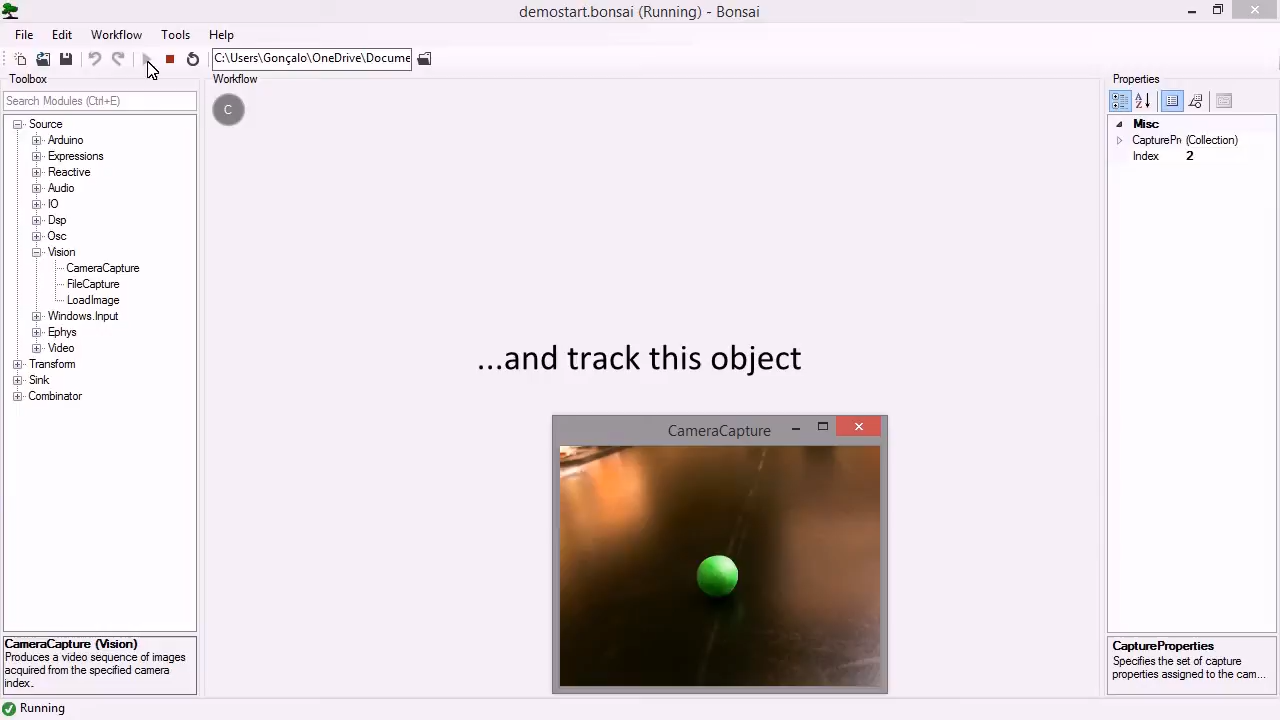 demostart.bonsai (Running) - Bonsai
File Edit Workflow Tools Help
C:\Users\Gonçalo\OneDrive\Docume
Toolbox
Search Modules (Ctrl+E)
Source
Arduino
Expressions
Reactive
Audio
IO
Dsp
Osc
Vision
CameraCapture
FileCapture
LoadImage
Windows.Input
Ephys
Video
Transform
Sink
Combinator
CameraCapture (Vision)
Produces a video sequence of images
acquired from the specified camera
index.
Workflow
C
...and track this object
CameraCapture
Properties
Misc
CapturePr (Collection)
Index 2
CaptureProperties
Specifies the set of capture
properties assigned to the cam...
Running